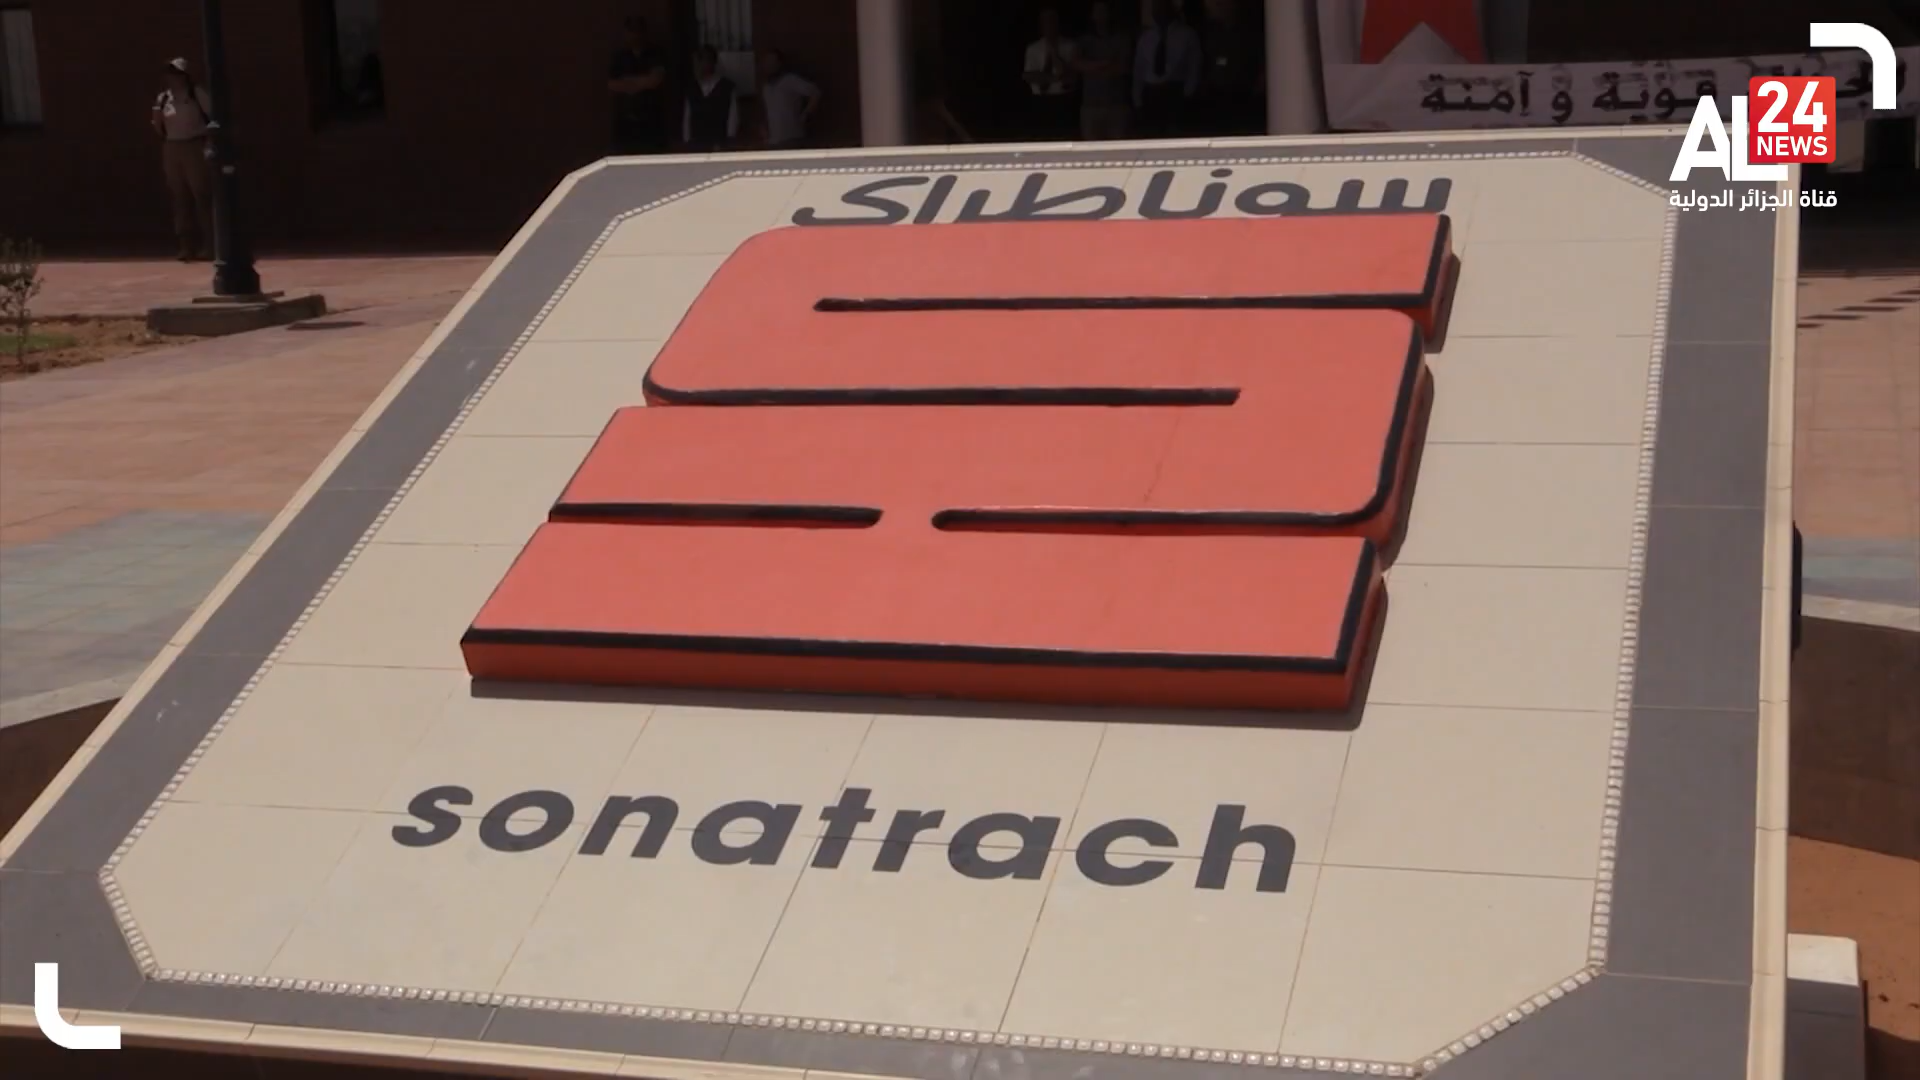 قوية و آمنة
AL
24
NEWS
قناة الجزائر الدولية
سوناطراك
sonatrach